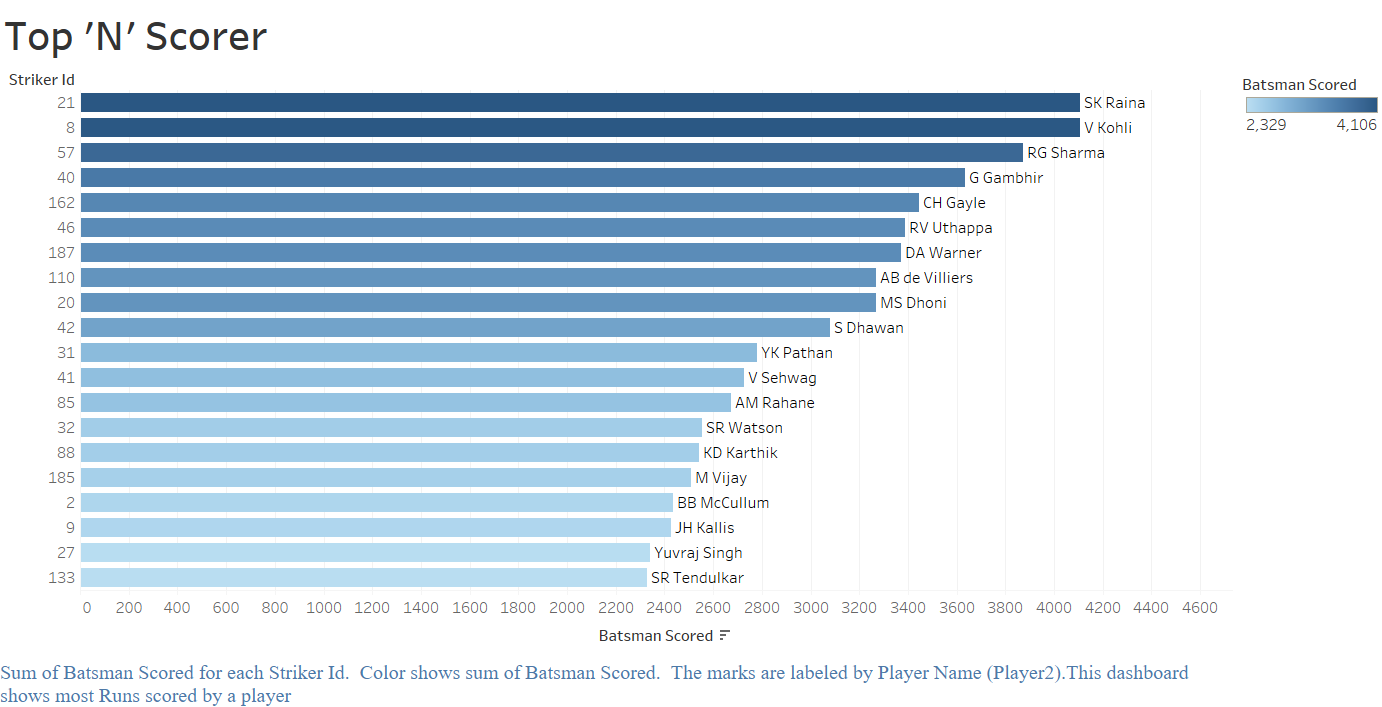 Top ’N’ Scorer
Striker Id
21 SK Raina
8 V Kohli
57 RG Sharma
40 G Gambhir
162 CH Gayle
46 RV Uthappa
187 DA Warner
110 AB de Villiers
20 MS Dhoni
42 S Dhawan
31 YK Pathan
41 V Sehwag
85 AM Rahane
32 SR Watson
88 KD Karthik
185 M Vijay
2 BB McCullum
9 JH Kallis
27 Yuvraj Singh
133 SR Tendulkar
0 200 400 600 800 1000 1200 1400 1600 1800 2000 2200 2400 2600 2800 3000 3200 3400 3600 3800 4000 4200 4400 4600
Batsman Scored
Batsman Scored
2,329 4,106
Sum of Batsman Scored for each Striker Id.  Color shows sum of Batsman Scored.  The marks are labeled by Player Name (Player2).This dashboard
shows most Runs scored by a player